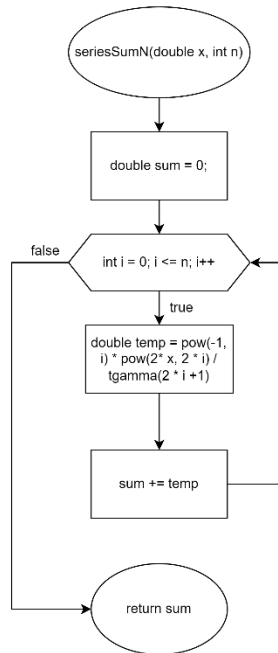 seriesSumN(double x, int n)
double sum = 0;
false
int i = 0; i <= n; i++
true
double temp = pow(-1,
i) * pow(2* x, 2 * i) /
tgamma(2 * i +1)
sum += temp
return sum